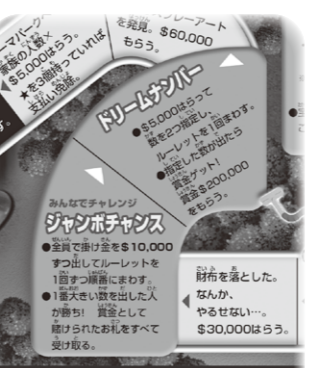 家族の人数×
$5,000はらう。
★を3個持っていれば
支払い免除。
を発見。$60,000
もらう。
ドリームナンバー
●$5,000はらって
数を2つ指定し、
ルーレットを1回まわす。
●指定した数が出たら
賞金ゲット!
賞金$200,000
をもらう。
みんなでチャレンジ
ジャンボチャンス
●全員で掛け金を$10,000
ずつ出してルーレットを
1回ずつ順番にまわす。
●1番大きい数を出した人
が勝ち! 賞金として
賭けられたお札をすべて
受け取る。
財布を落とした。
なんか、
やるせない…。
$30,000はらう。